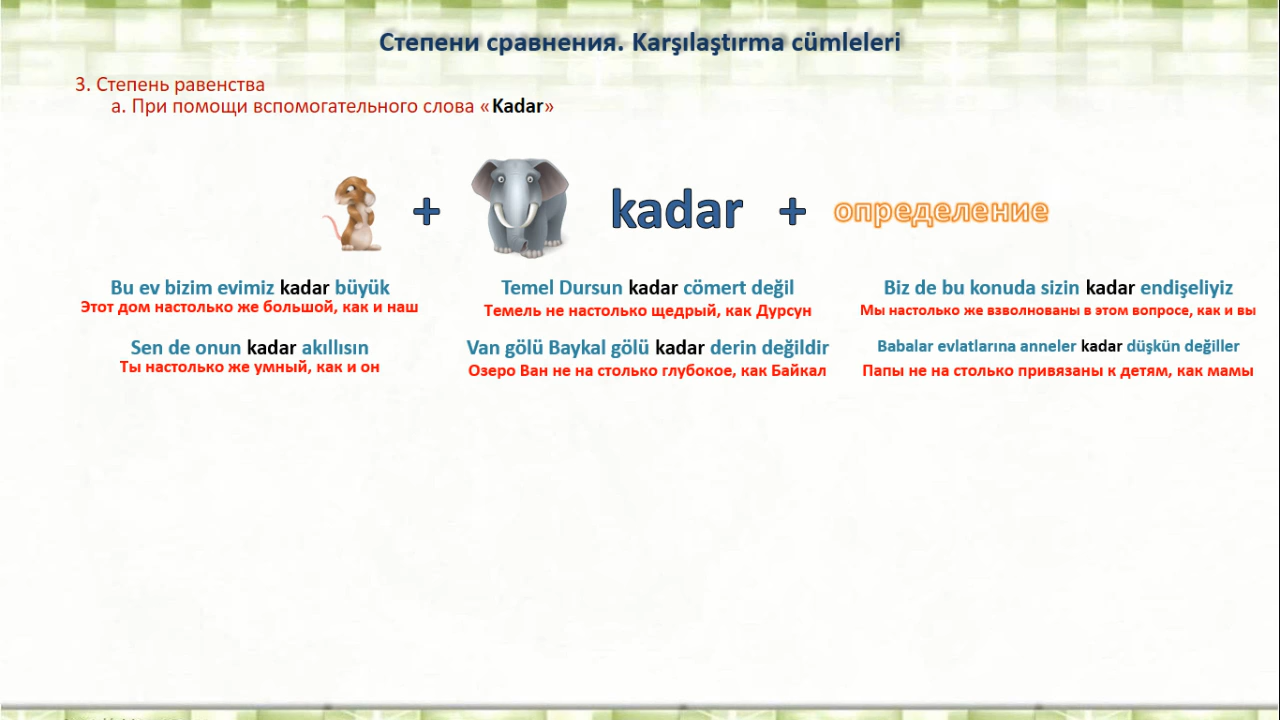 Степени сравнения. Karşılaştırma cümleleri
3. Степень равенства
a. При помощи вспомогательного слова «Kadar»
+ kadar + определение
Bu ev bizim evimiz kadar büyük
Этот дом настолько же большой, как и наш
Sen de onun kadar akıllısın
Ты настолько же умный, как и он
Temel Dursun kadar cömert değil
Темель не настолько щедрый, как Дурсун
Van gölü Baykal gölü kadar derin değildir
Озеро Ван не на столько глубокое, как Байкал
Biz de bu konuda sizin kadar endişeliyiz
Мы настолько же взволнованы в этом вопросе, как и вы
Babalar evlatlarına anneler kadar düşkün değiller
Папы не на столько привязаны к детям, как мамы